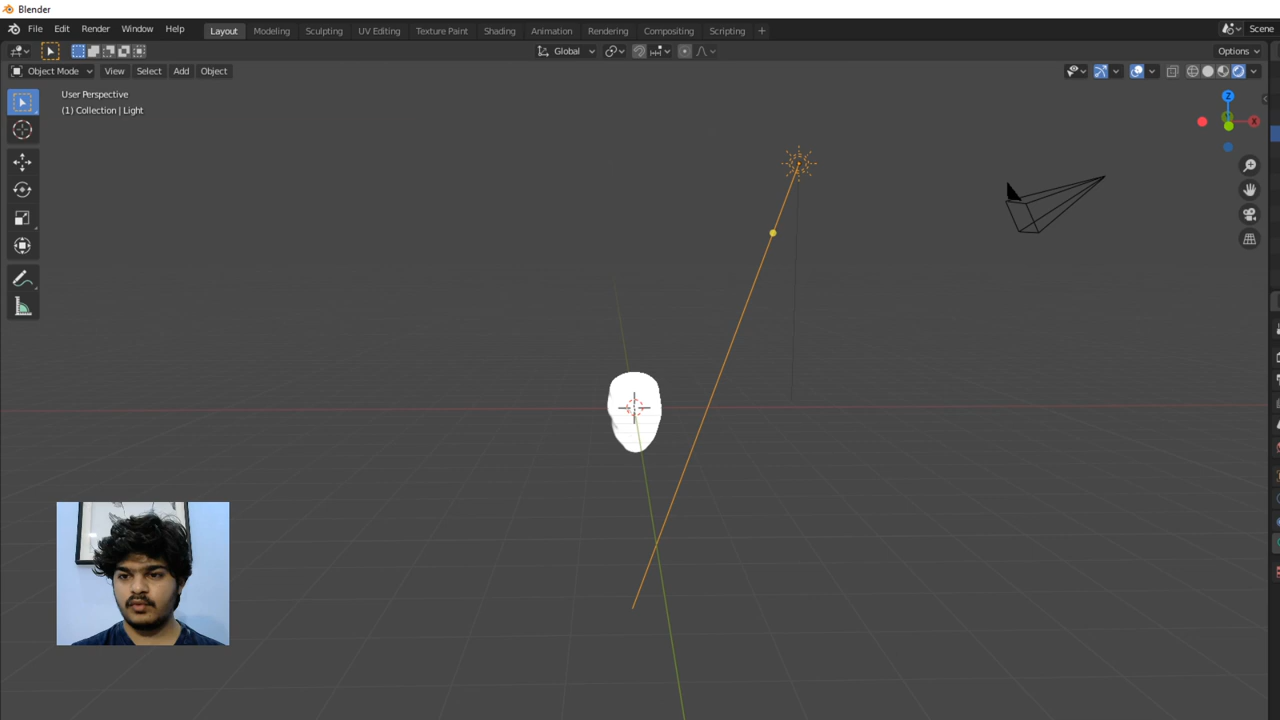 Blender
File Edit Render Window Help Layout Modeling Sculpting UV Editing Texture Paint Shading Animation Rendering Compositing Scripting + Scene
Global Options
Object Mode View Select Add Object
User Perspective
(1) Collection | Light
Z
X